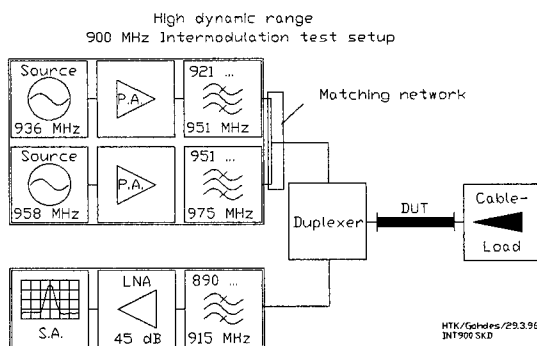 High dynamic range
900 MHz Intermodulation test setup
Source
936 MHz
P.A.
921 ...
951 MHz
Matching network
Source
958 MHz
P.A.
951 ...
975 MHz
Duplexer
DUT
Cable-
Load
S.A.
LNA
45 dB
890 ...
915 MHz
HTK/Gohdes/29.3.96
INT900 SKD